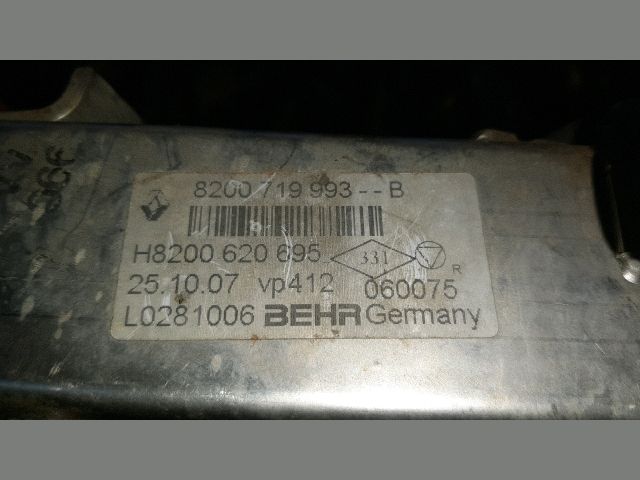 8200 719 993--B
H8200 620 695 331 R
25.10.07 vp412 060075
L0281006 BEHR Germany